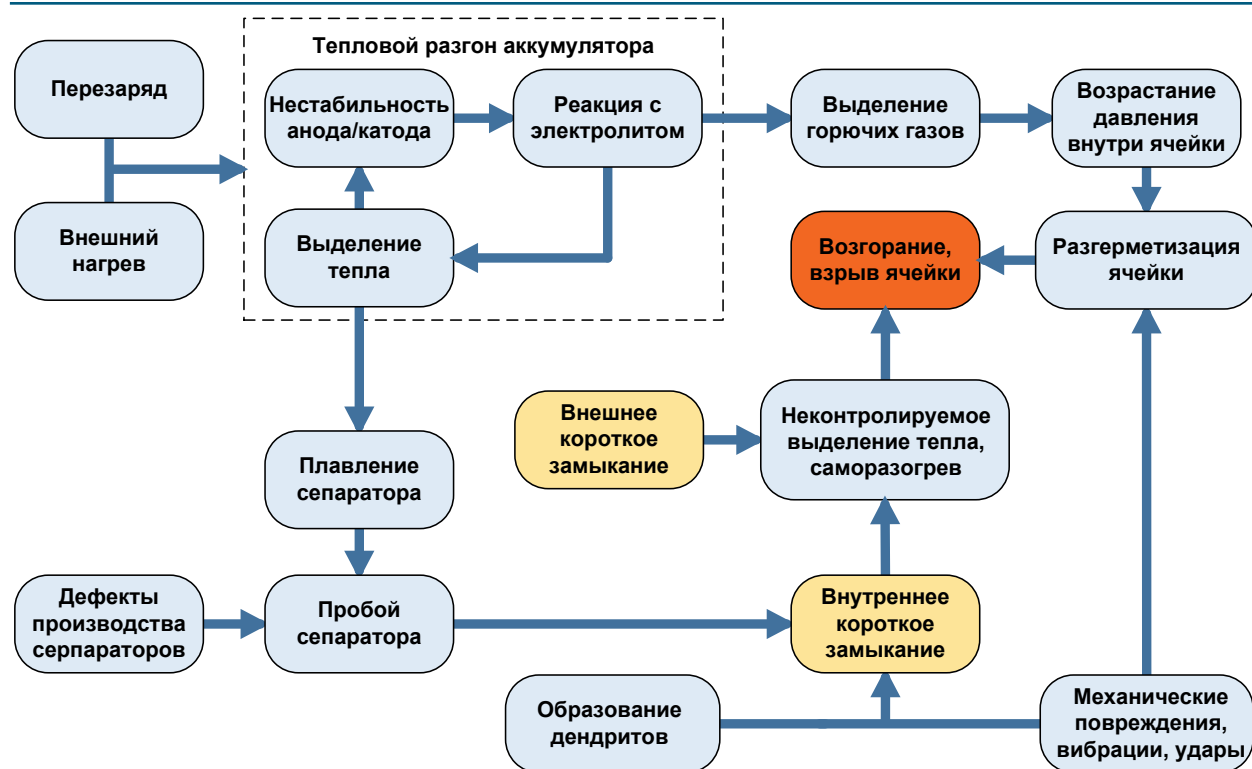 Тепловой разгон аккумулятора
Перезаряд
Нестабильность
анода/катода
Реакция с
электролитом
Выделение
горючих газов
Возрастание
давления
внутри ячейки
Внешний
нагрев
Выделение
тепла
Возгорание,
взрыв ячейки
Разгерметизация
ячейки
Внешнее
короткое
замыкание
Неконтролируемое
выделение тепла,
саморазогрев
Плавление
сепаратора
Дефекты
производства
серпараторов
Пробой
сепаратора
Внутреннее
короткое
замыкание
Образование
дендритов
Механические
повреждения,
вибрации, удары